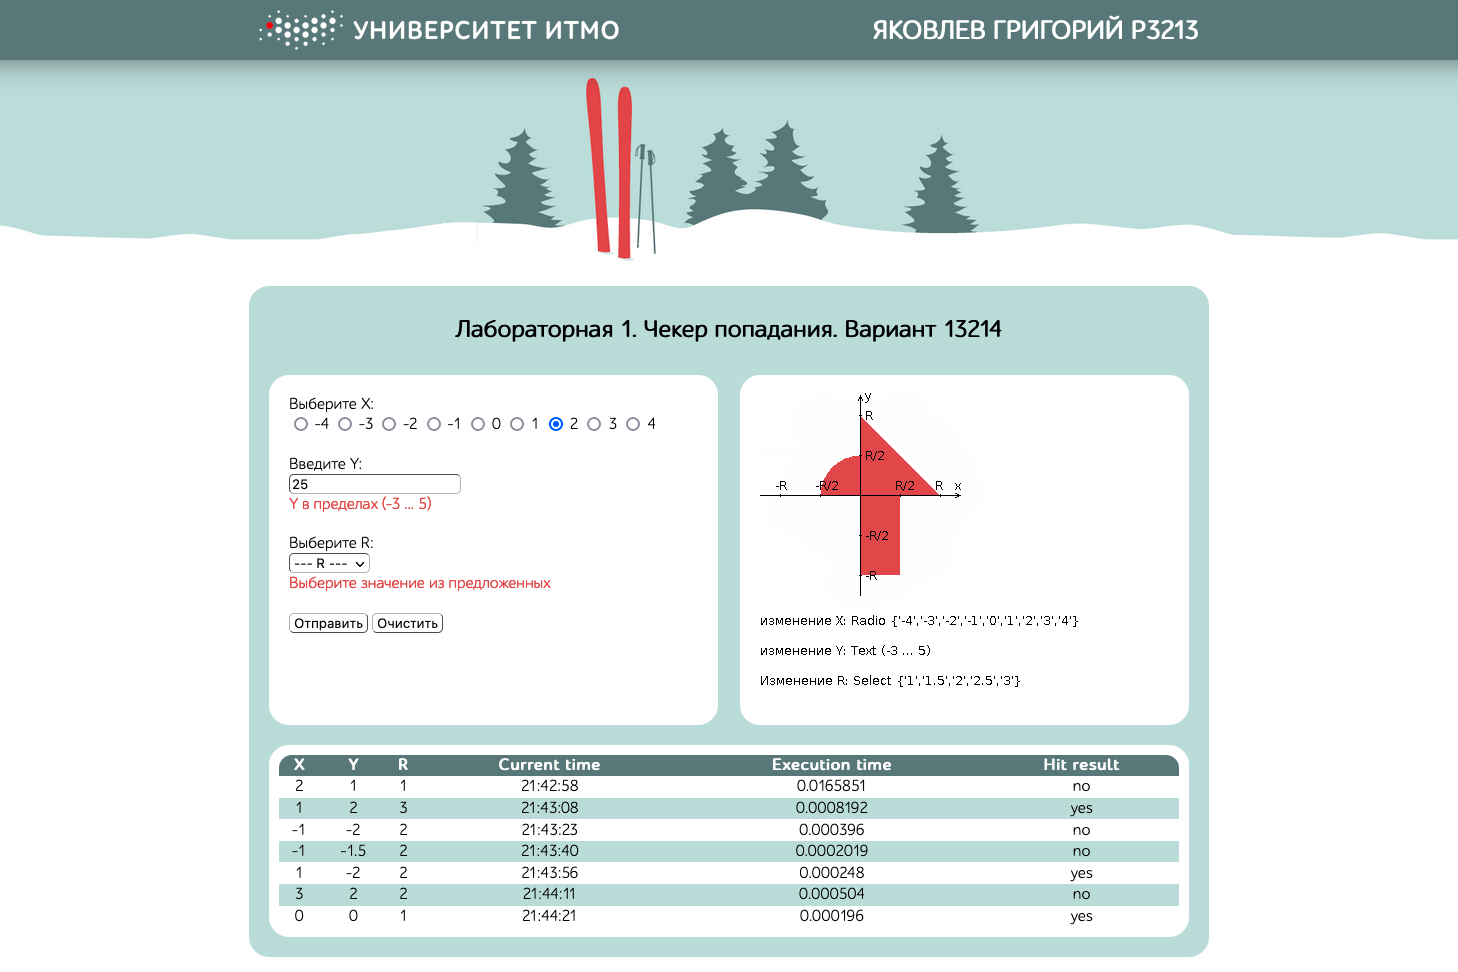 УНИВЕРСИТЕТ ИТМО
ЯКОВЛЕВ ГРИГОРИЙ P3213
Лабораторная 1. Чекер попадания. Вариант 13214
Выберите X:
-4 -3 -2 -1 0 1 2 3 4
Введите Y:
25
Y в пределах (-3 ... 5)
Выберите R:
--- R ---
Выберите значение из предложенных
Отправить Очистить
y
R
R/2
-R -R/2 R/2 R x
-R/2
-R
изменение X: Radio {'-4','-3','-2','-1','0','1','2','3','4'}
изменение Y: Text (-3 ... 5)
Изменение R: Select {'1','1.5','2','2.5','3'}
X Y R Current time Execution time Hit result
2 1 1 21:42:58 0.0165851 no
1 2 3 21:43:08 0.0008192 yes
-1 -2 2 21:43:23 0.000396 no
-1 -1.5 2 21:43:40 0.0002019 no
1 -2 2 21:43:56 0.000248 yes
3 2 2 21:44:11 0.000504 no
0 0 1 21:44:21 0.000196 yes